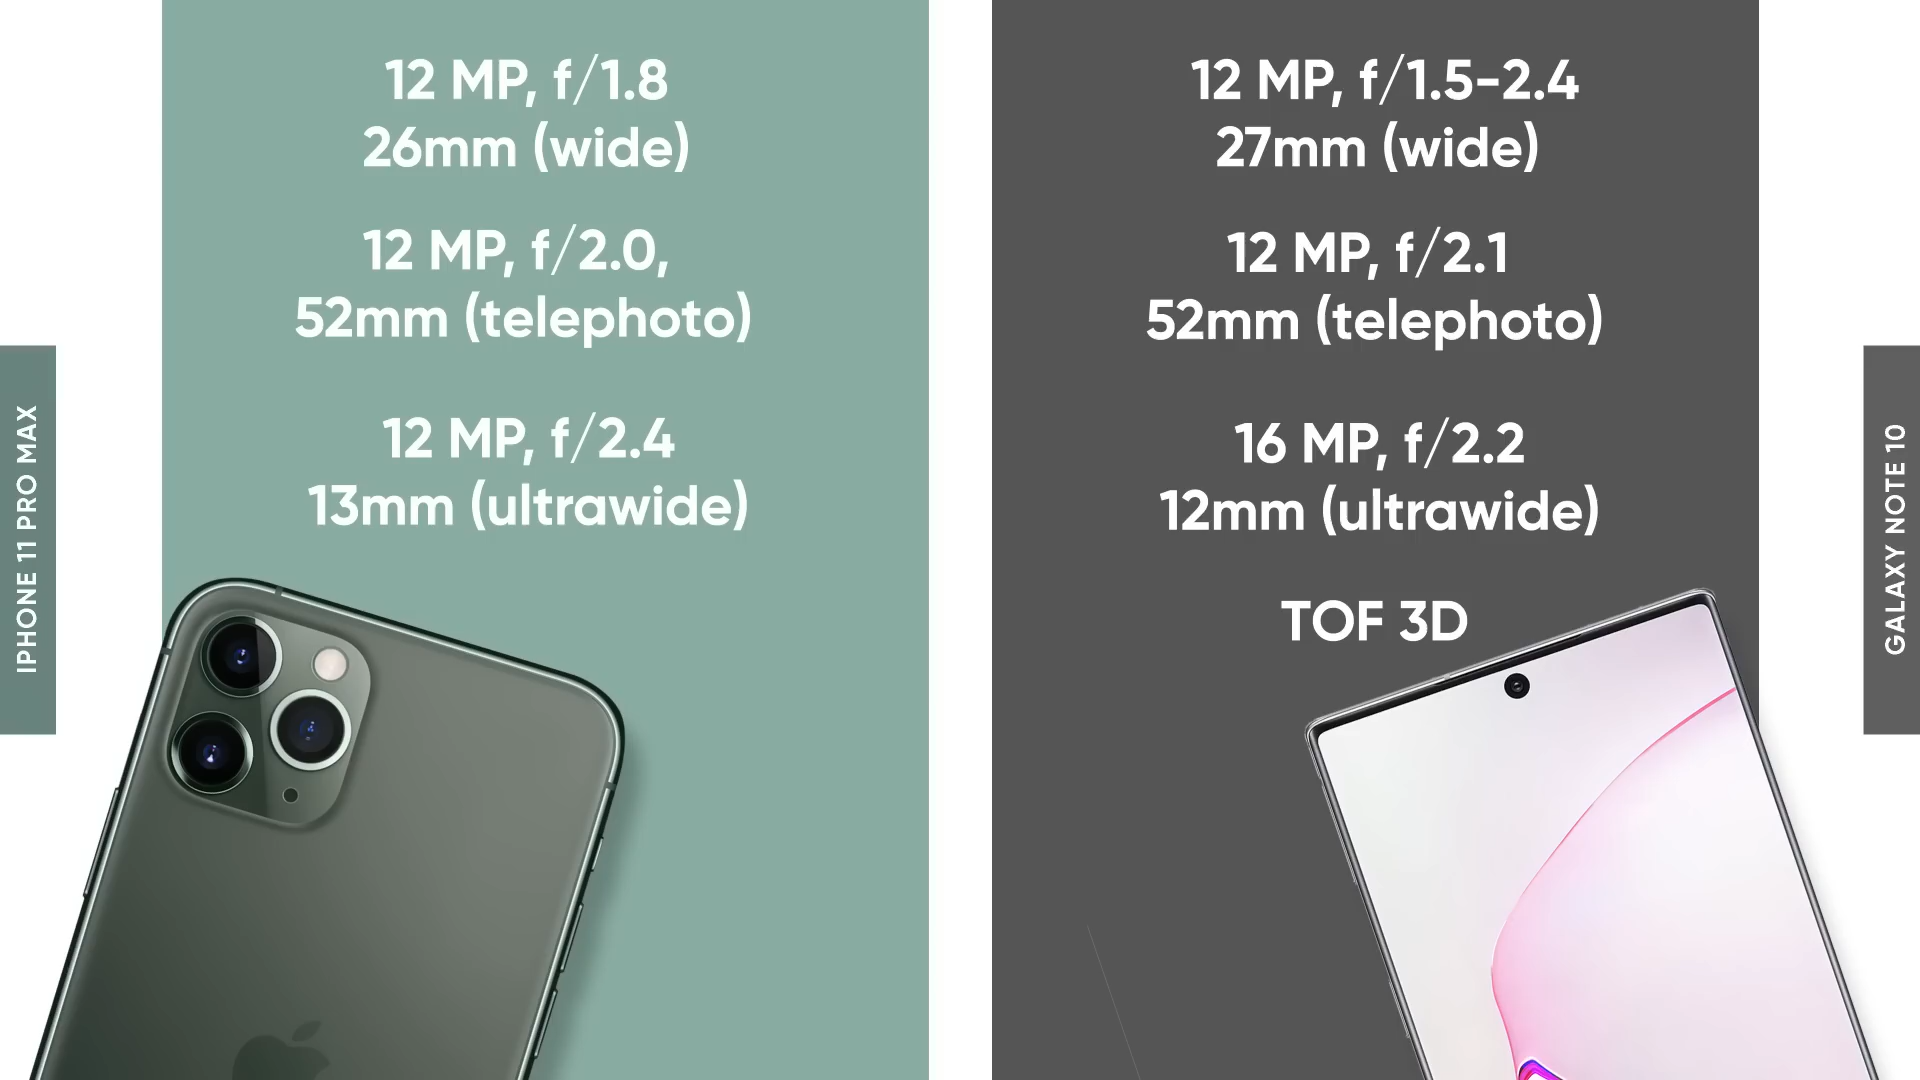 12 MP, f/1.8
26mm (wide)
12 MP, f/2.0,
52mm (telephoto)
12 MP, f/2.4
13mm (ultrawide)
IPHONE 11 PRO MAX
12 MP, f/1.5-2.4
27mm (wide)
12 MP, f/2.1
52mm (telephoto)
16 MP, f/2.2
12mm (ultrawide)
TOF 3D
GALAXY NOTE 10